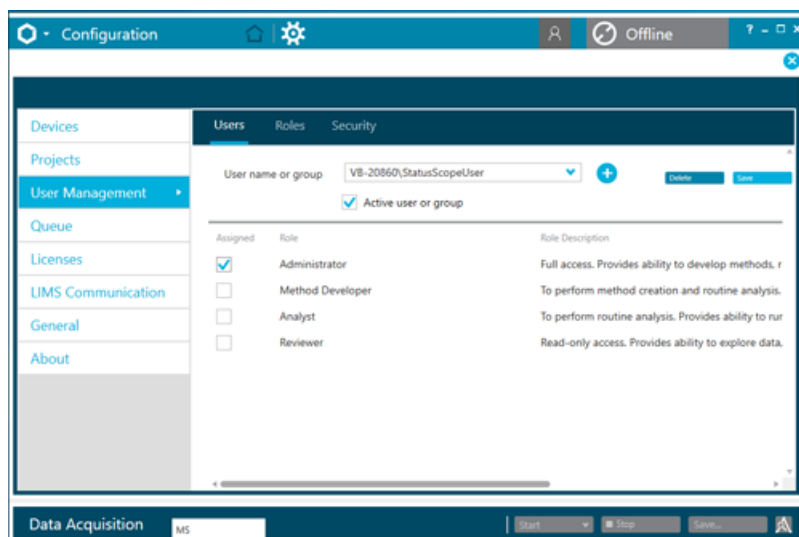 Configuration
Offline
? – □ ×
Devices
Projects
User Management
Queue
Licenses
LIMS Communication
General
About
Users Roles Security
User name or group VB-20860\StatusScopeUser Delete Save
Active user or group
Assigned Role Role Description
Administrator Full access. Provides ability to develop methods, r
Method Developer To perform method creation and routine analysis.
Analyst To perform routine analysis. Provides ability to rur
Reviewer Read-only access. Provides ability to explore data.
Data Acquisition MS Start Stop Save...